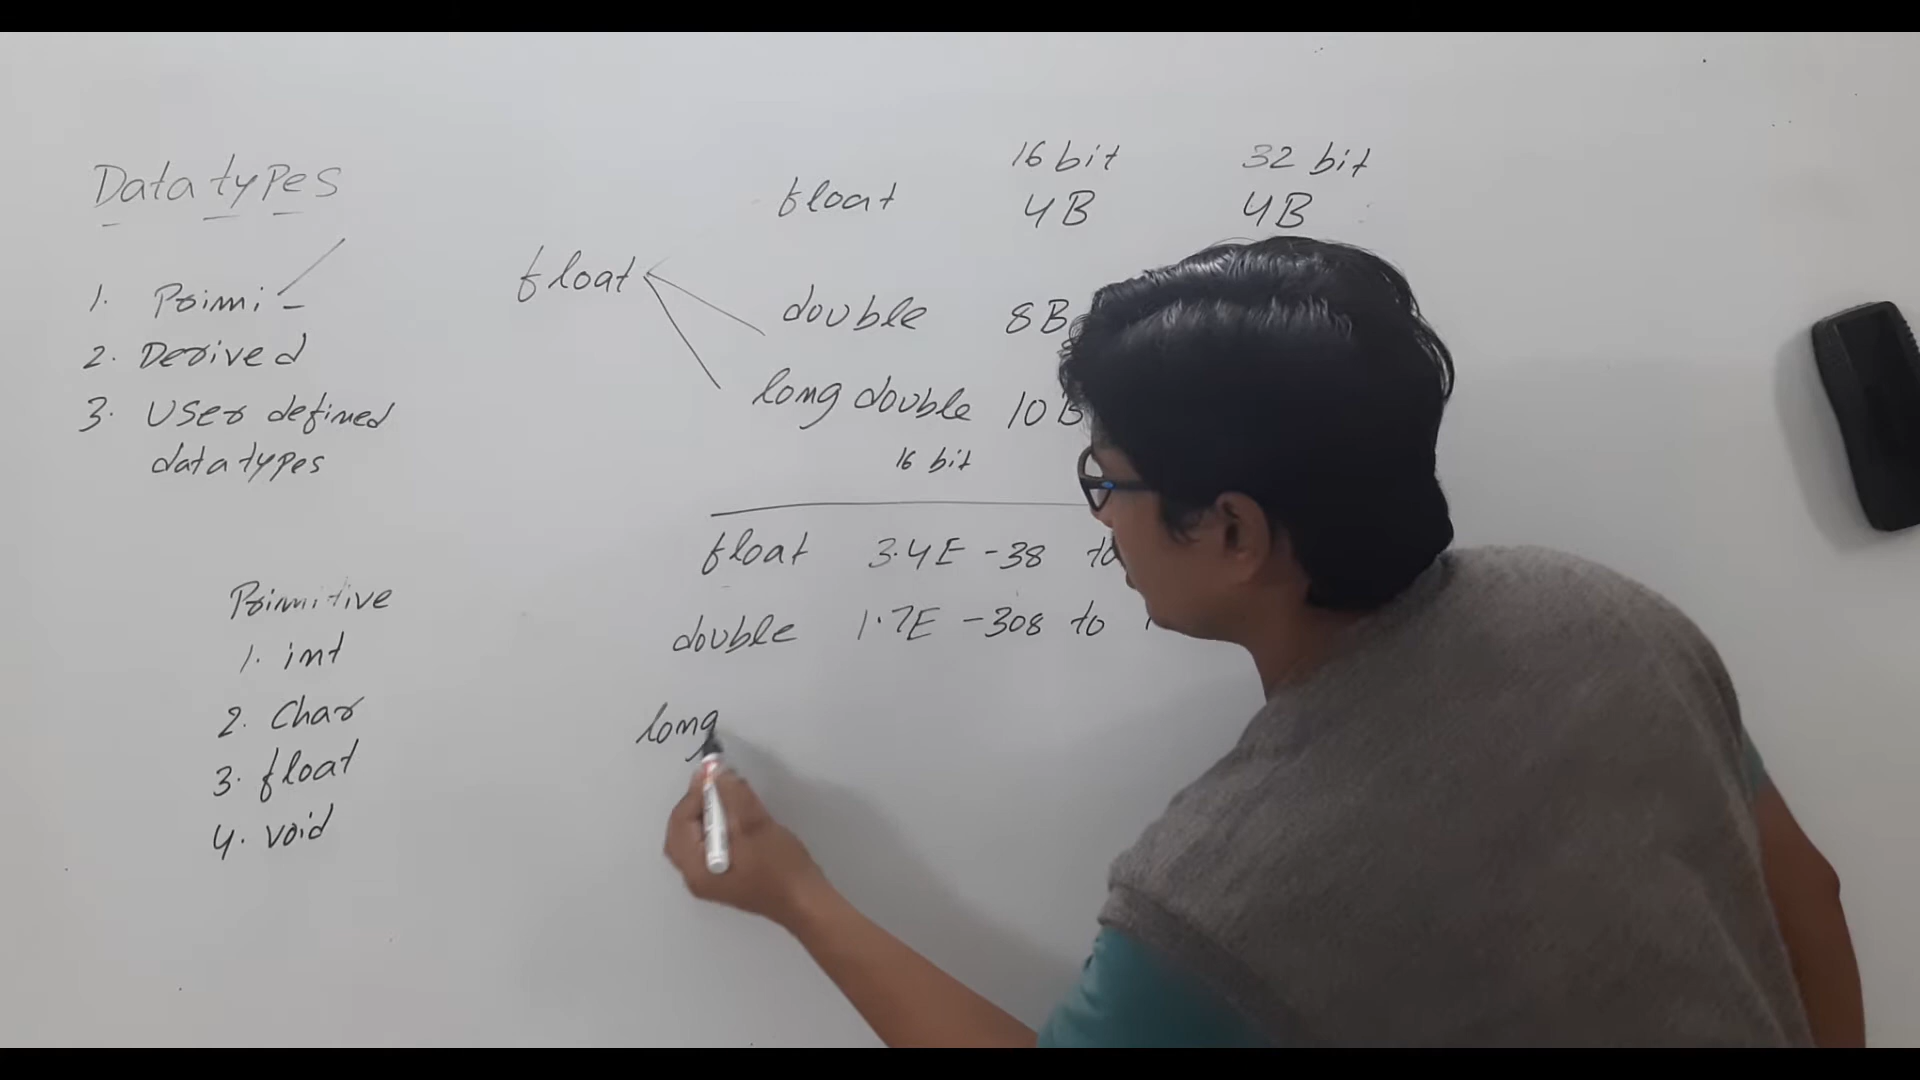 Data types
1. Primi -
2. Derived
3. User defined
datatypes
Primitive
1. int
2. Char
3. float
4. void
float
16 bit 32 bit
float 4B 4B
double 8B
long double 10B
16 bit
float 3.4E -38 to
double 1.7E -308 to
long